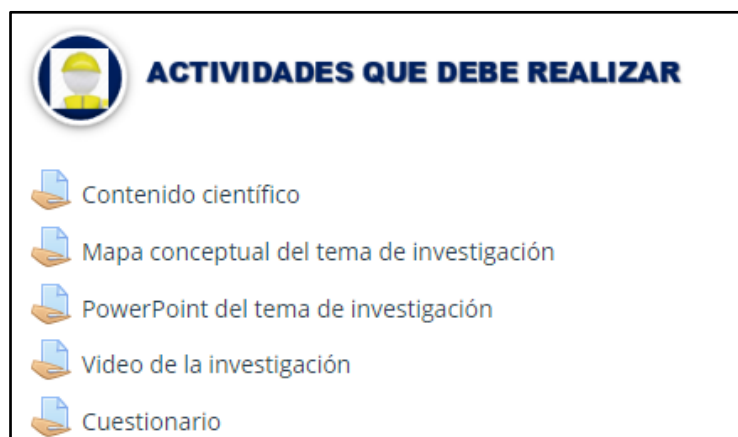 ACTIVIDADES QUE DEBE REALIZAR
Contenido científico
Mapa conceptual del tema de investigación
PowerPoint del tema de investigación
Video de la investigación
Cuestionario